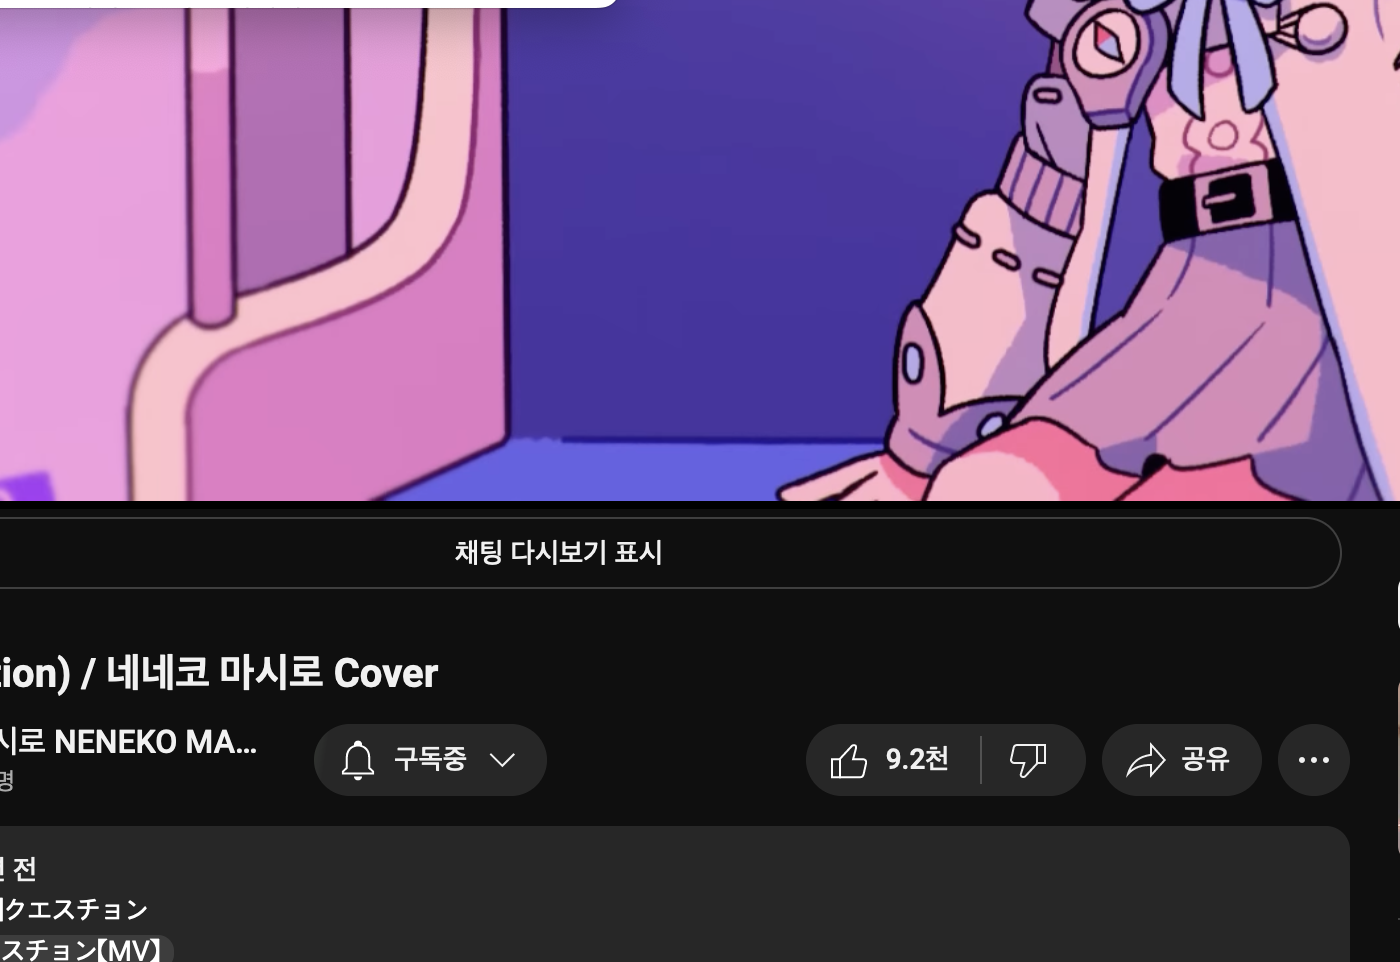 채팅 다시보기 표시
tion) / 네네코 마시로 Cover
시로 NENEKO MA...
구독중
9.2천
공유
명
전
クエスチョン
スチョン【MV】